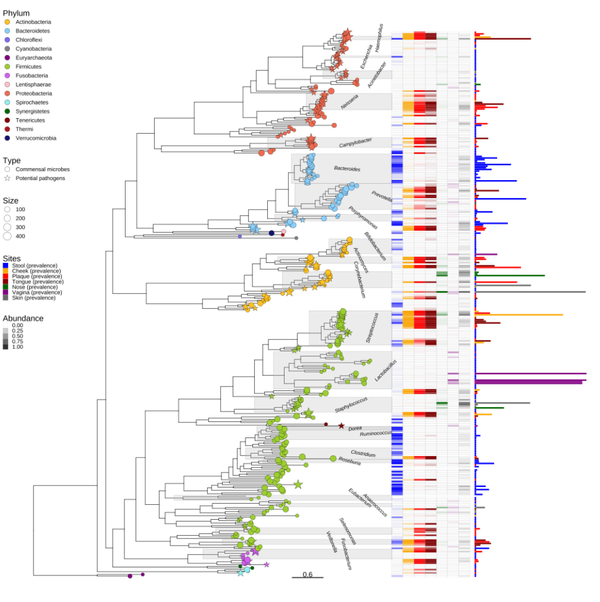 Phylum
Actinobacteria
Bacteroidetes
Chloroflexi
Cyanobacteria
Euryarchaeota
Firmicutes
Fusobacteria
Lentisphaerae
Proteobacteria
Spirochaetes
Synergistetes
Tenericutes
Thermi
Verrucomicrobia
Type
Commensal microbes
Potential pathogens
Size
100
200
300
400
Sites
Stool (prevalence)
Cheek (prevalence)
Plaque (prevalence)
Tongue (prevalence)
Nose (prevalence)
Vagina (prevalence)
Skin (prevalence)
Abundance
0.00
0.25
0.50
0.75
1.00
Haemophilus
Escherichia
Acinetobacter
Neisseria
Campylobacter
Bacteroides
Prevotella
Porphyromonas
Bifidobacterium
Actinomyces
Corynebacterium
Streptococcus
Lactobacillus
Staphylococcus
Dorea
Ruminococcus
Clostridium
Roseburia
Eubacterium
Selenomonas
Veillonella
Fusobacterium
0.6